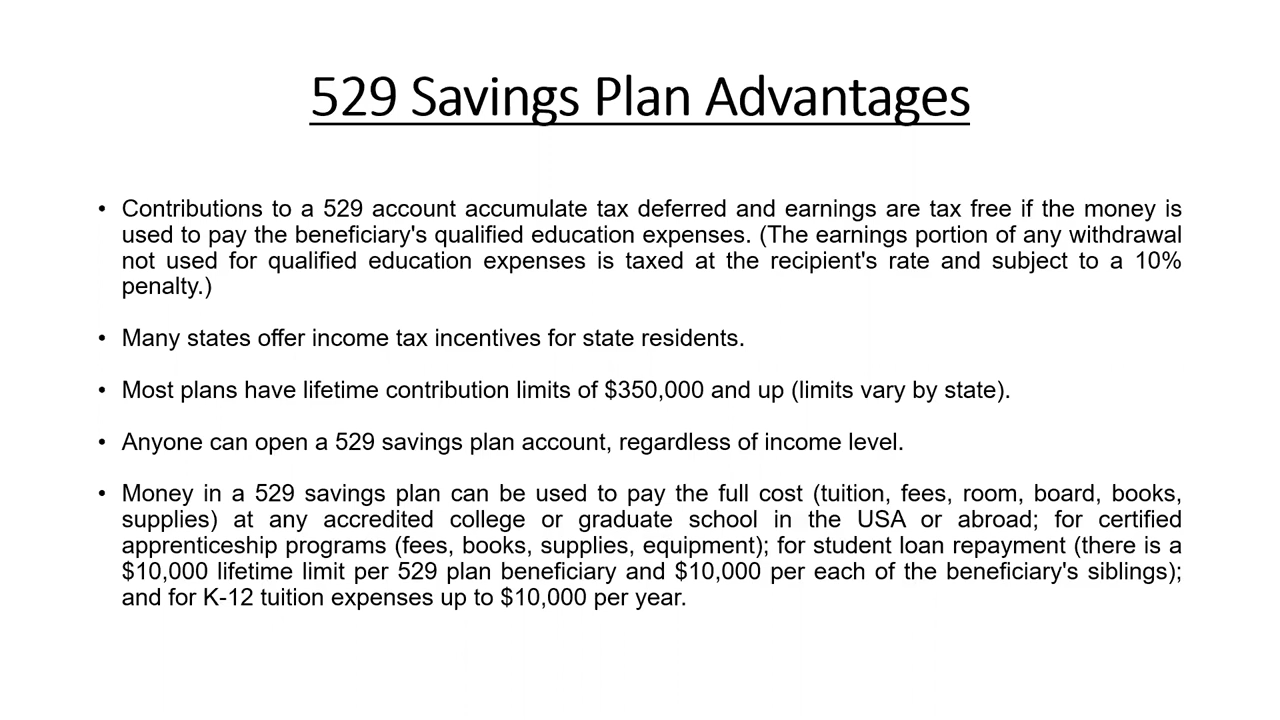 529 Savings Plan Advantages
• Contributions to a 529 account accumulate tax deferred and earnings are tax free if the money is
used to pay the beneficiary's qualified education expenses. (The earnings portion of any withdrawal
not used for qualified education expenses is taxed at the recipient's rate and subject to a 10%
penalty.)
• Many states offer income tax incentives for state residents.
• Most plans have lifetime contribution limits of $350,000 and up (limits vary by state).
• Anyone can open a 529 savings plan account, regardless of income level.
• Money in a 529 savings plan can be used to pay the full cost (tuition, fees, room, board, books,
supplies) at any accredited college or graduate school in the USA or abroad; for certified
apprenticeship programs (fees, books, supplies, equipment); for student loan repayment (there is a
$10,000 lifetime limit per 529 plan beneficiary and $10,000 per each of the beneficiary's siblings);
and for K-12 tuition expenses up to $10,000 per year.